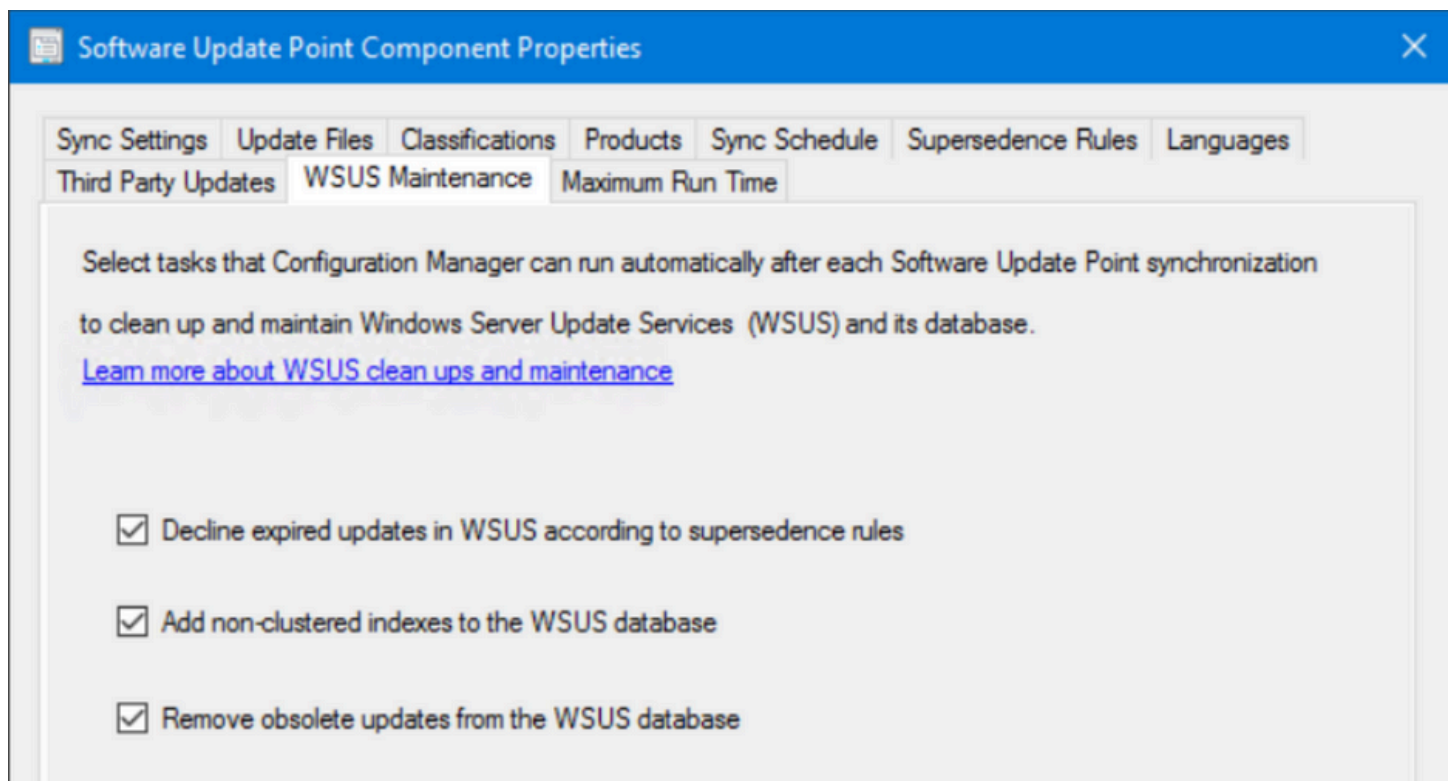 Software Update Point Component Properties
Sync Settings Update Files Classifications Products Sync Schedule Supersedence Rules Languages
Third Party Updates WSUS Maintenance Maximum Run Time
Select tasks that Configuration Manager can run automatically after each Software Update Point synchronization
to clean up and maintain Windows Server Update Services (WSUS) and its database.
Learn more about WSUS clean ups and maintenance
Decline expired updates in WSUS according to supersedence rules
Add non-clustered indexes to the WSUS database
Remove obsolete updates from the WSUS database